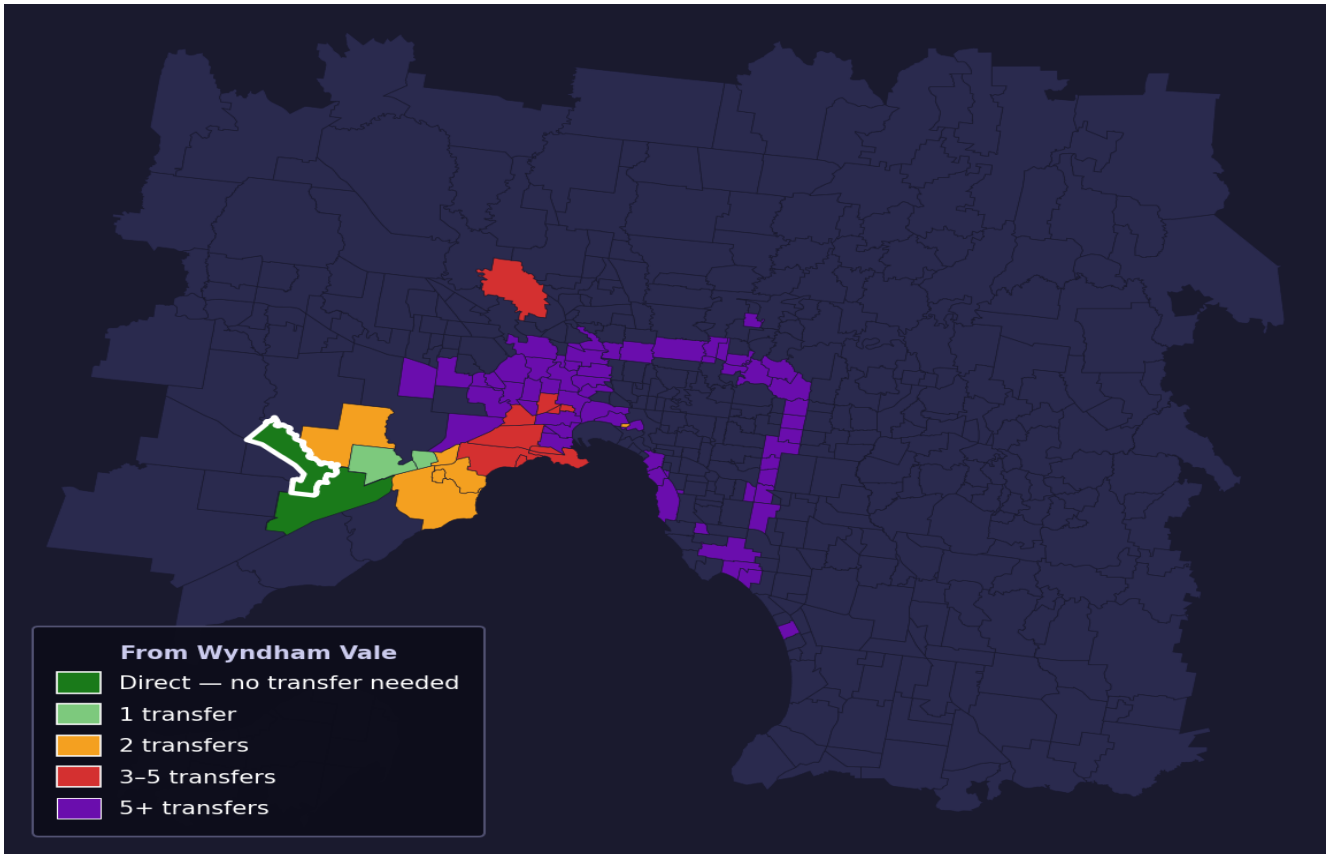 From Wyndham Vale
Direct — no transfer needed
1 transfer
2 transfers
3–5 transfers
5+ transfers